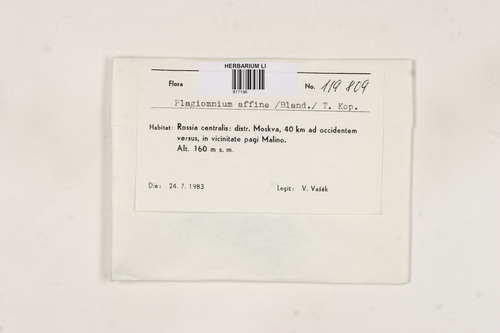 HERBARIUM LI
817196
Flora No. 119 809
Plagiomnium affine /Bland./ T. Kop.
Habitat: Rossia centralis: distr. Moskva, 40 km ad occidentem
versus, in vicinitate pagi Malino.
Alt. 160 m s. m.
Die: 24. 7. 1983 Legit: V. Vašák